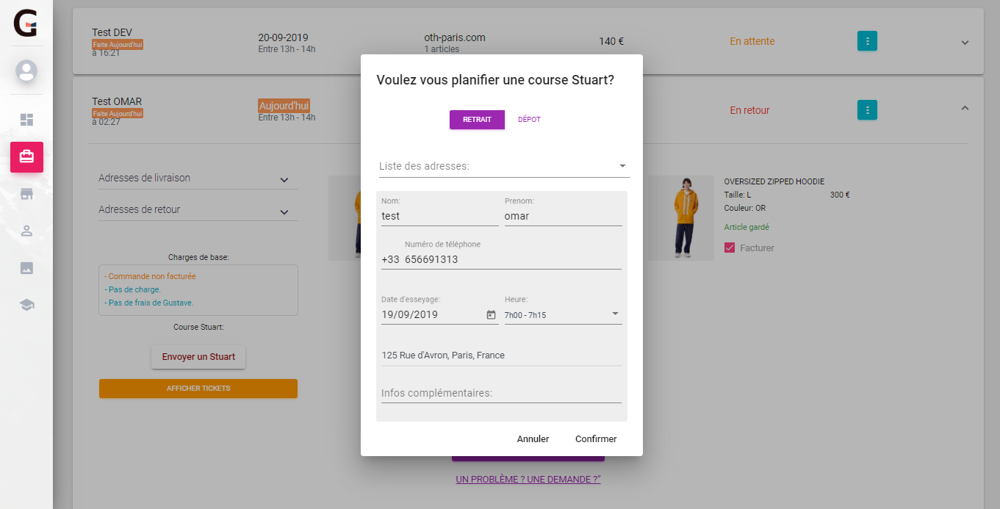 G
Test DEV
Faite Aujourd'hui
à 16:21
20-09-2019
Entre 13h - 14h
oth-paris.com
1 articles
140 €
En attente
Test OMAR
Faite Aujourd'hui
à 02:27
Aujourd'hui
Entre 13h - 14h
En retour
Adresses de livraison
Adresses de retour
Charges de base:
- Commande non facturée
- Pas de charge.
- Pas de frais de Gustave.
Course Stuart:
Envoyer un Stuart
AFFICHER TICKETS
Voulez vous planifier une course Stuart?
RETRAIT
DÉPOT
Liste des adresses:
Nom:
Prenom:
test
omar
Numéro de téléphone
+33 656691313
Date d'esseyage:
Heure:
19/09/2019
7h00 - 7h15
125 Rue d'Avron, Paris, France
Infos complémentaires:
Annuler
Confirmer
OVERSIZED ZIPPED HOODIE
Taille: L
300 €
Couleur: OR
Article gardé
Facturer
UN PROBLÈME ? UNE DEMANDE ?"